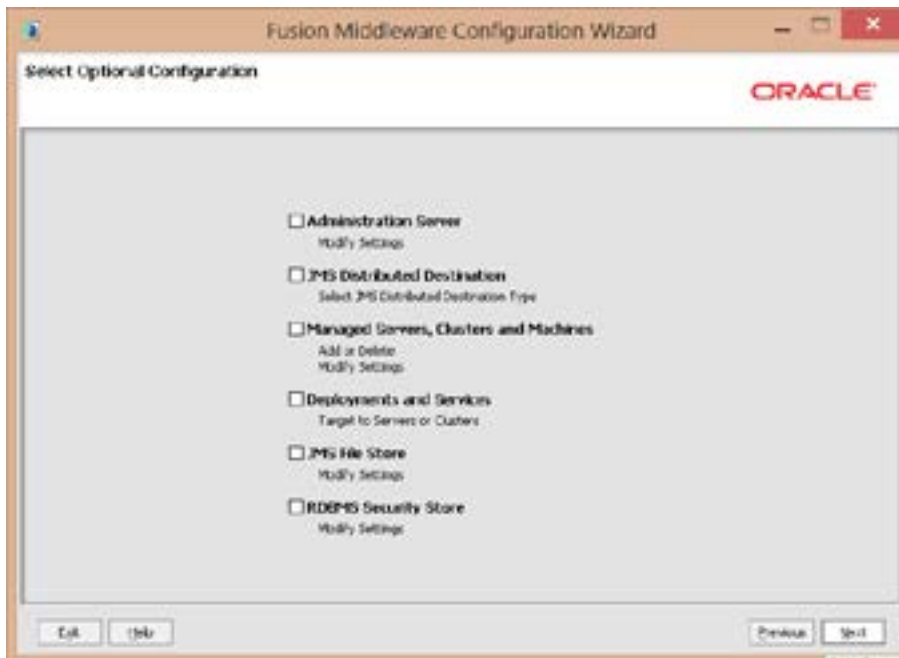 Fusion Middleware Configuration Wizard
Select Optional Configuration
ORACLE
Administration Server
Modify Settings
JMS Distributed Destination
Select JMS Distributed Destination Type
Managed Servers, Clusters and Machines
Add or Delete
Modify Settings
Deployments and Services
Target to Servers or Clusters
JMS File Store
Modify Settings
RDBMS Security Store
Modify Settings
Exit
Help
Previous
Next